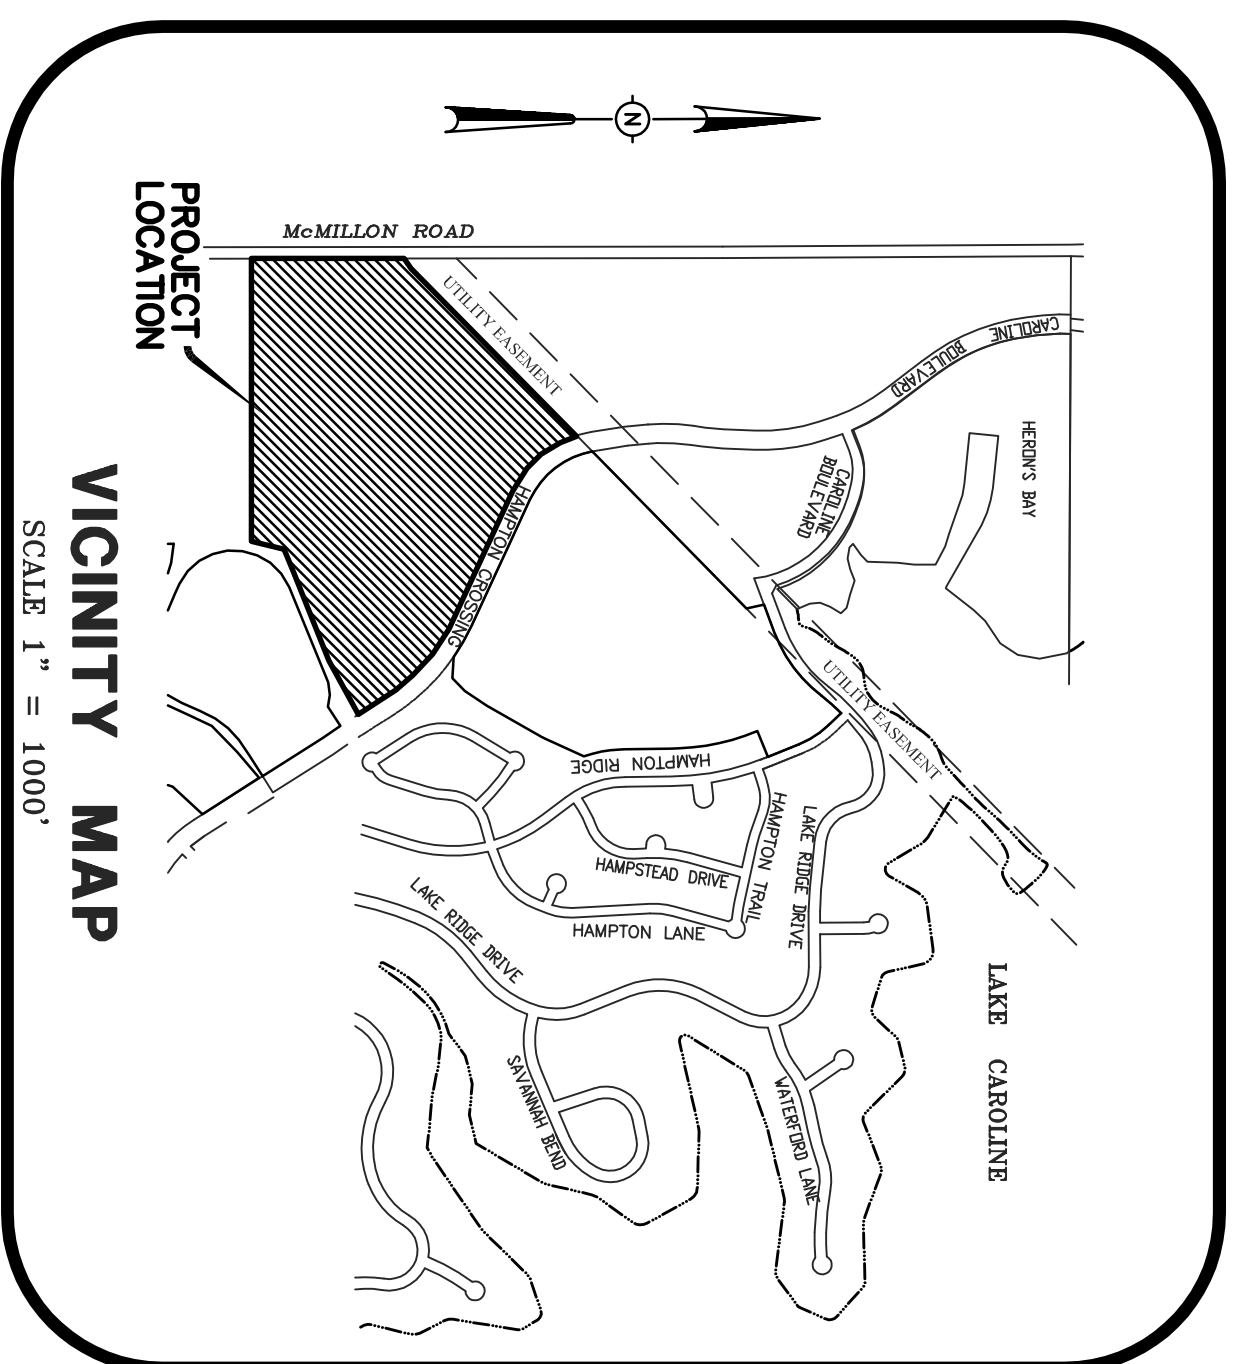 N
McMILLON ROAD
PROJECT
LOCATION
UTILITY EASEMENT
CAROLINE
BOULEVARD
HERON'S BAY
CAROLINE
BOULEVARD
HAMPTON CROSSING
UTILITY EASEMENT
HAMPTON RIDGE
HAMPTON TRAIL
LAKE RIDGE DRIVE
HAMPSTEAD DRIVE
HAMPTON LANE
LAKE RIDGE DRIVE
LAKE CAROLINE
SAVANNAH BEND
WATERFORD LANE
VICINITY MAP
SCALE 1" = 1000'